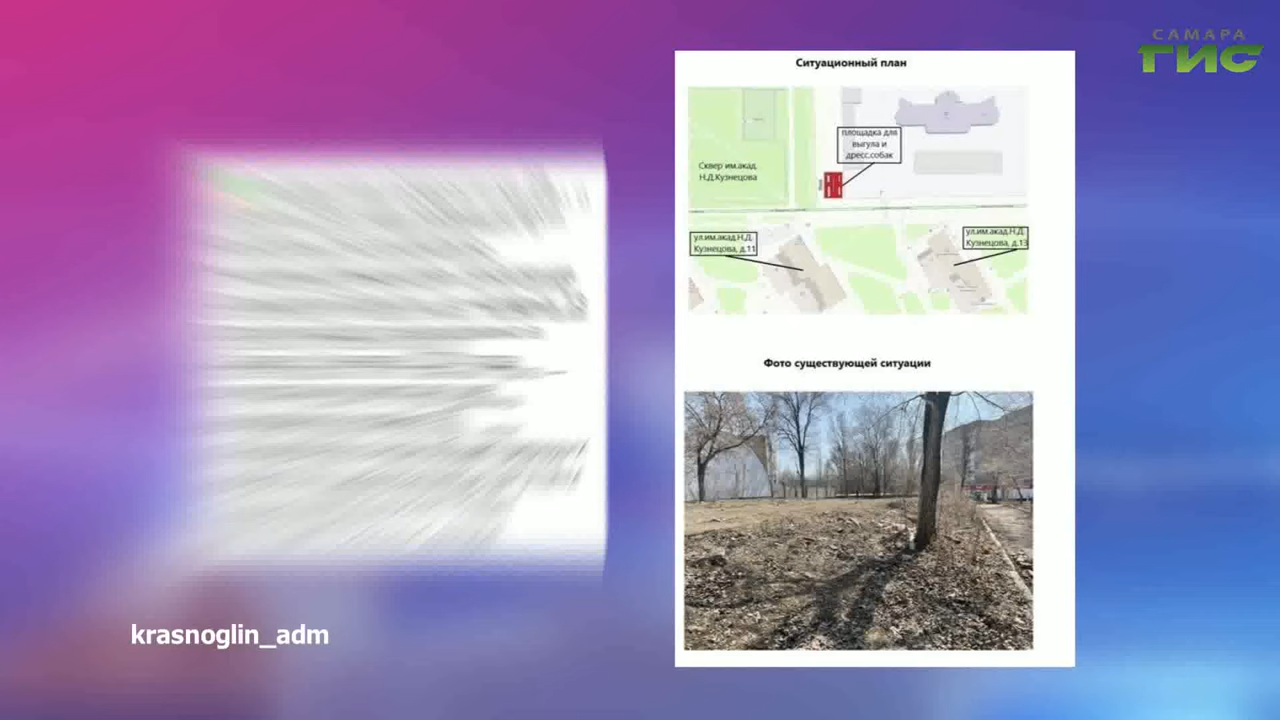 САМАРА
ГИС
Ситуационный план
площадка для
выгула и
дресс.собак
Сквер им.акад.
Н.Д.Кузнецова
ул.им.акад.Н.Д.
Кузнецова, д.11
ул.им.акад.Н.Д.
Кузнецова, д.13
Фото существующей ситуации
krasnoglin_adm